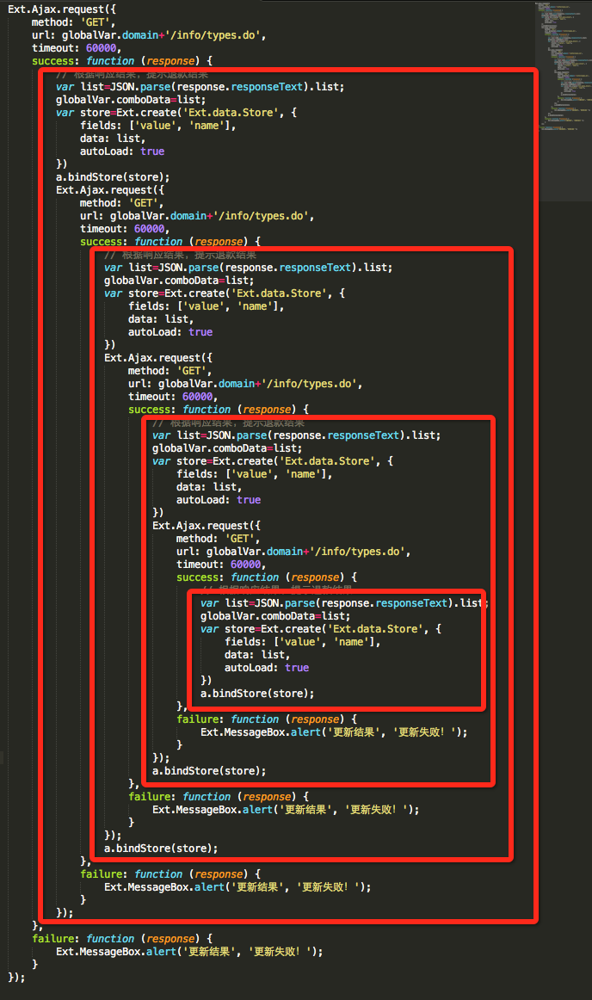 Ext.Ajax.request({
    method: 'GET',
    url: globalVar.domain+'/info/types.do',
    timeout: 60000,
    success: function (response) {
        // 根据响应结果，提示退款结果
        var list=JSON.parse(response.responseText).list;
        globalVar.comboData=list;
        var store=Ext.create('Ext.data.Store', {
            fields: ['value', 'name'],
            data: list,
            autoLoad: true
        })
        a.bindStore(store);
        Ext.Ajax.request({
            method: 'GET',
            url: globalVar.domain+'/info/types.do',
            timeout: 60000,
            success: function (response) {
                // 根据响应结果，提示退款结果
                var list=JSON.parse(response.responseText).list;
                globalVar.comboData=list;
                var store=Ext.create('Ext.data.Store', {
                    fields: ['value', 'name'],
                    data: list,
                    autoLoad: true
                })
                Ext.Ajax.request({
                    method: 'GET',
                    url: globalVar.domain+'/info/types.do',
                    timeout: 60000,
                    success: function (response) {
                        // 根据响应结果，提示退款结果
                        var list=JSON.parse(response.responseText).list;
                        globalVar.comboData=list;
                        var store=Ext.create('Ext.data.Store', {
                            fields: ['value', 'name'],
                            data: list,
                            autoLoad: true
                        })
                        Ext.Ajax.request({
                            method: 'GET',
                            url: globalVar.domain+'/info/types.do',
                            timeout: 60000,
                            success: function (response) {
                                // 根据响应结果，提示退款结果
                                var list=JSON.parse(response.responseText).list;
                                globalVar.comboData=list;
                                var store=Ext.create('Ext.data.Store', {
                                    fields: ['value', 'name'],
                                    data: list,
                                    autoLoad: true
                                })
                                a.bindStore(store);
                            },
                            failure: function (response) {
                                Ext.MessageBox.alert('更新结果', '更新失败！');
                            }
                        });
                        a.bindStore(store);
                    },
                    failure: function (response) {
                        Ext.MessageBox.alert('更新结果', '更新失败！');
                    }
                });
                a.bindStore(store);
            },
            failure: function (response) {
                Ext.MessageBox.alert('更新结果', '更新失败！');
            }
        });
    },
    failure: function (response) {
        Ext.MessageBox.alert('更新结果', '更新失败！');
    }
});